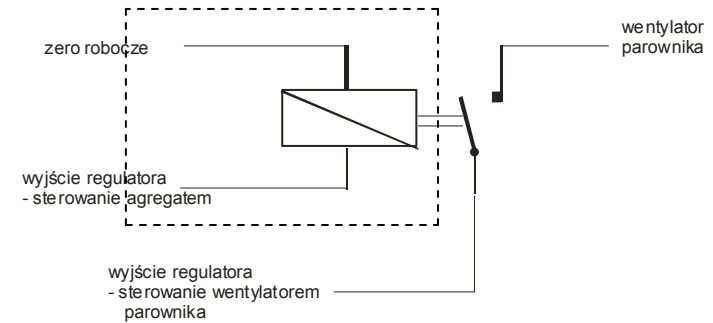 wentylator
parownika
zero robocze
wyjście regulatora
- sterowanie agregatem
wyjście regulatora
- sterowanie wentylatorem
parownika